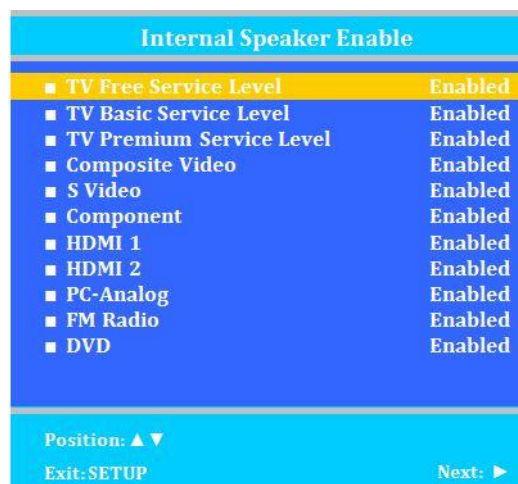 Internal Speaker Enable
■ TV Free Service Level Enabled
■ TV Basic Service Level Enabled
■ TV Premium Service Level Enabled
■ Composite Video Enabled
■ S Video Enabled
■ Component Enabled
■ HDMI 1 Enabled
■ HDMI 2 Enabled
■ PC-Analog Enabled
■ FM Radio Enabled
■ DVD Enabled
Position: ▲ ▼
Exit: SETUP Next: ►